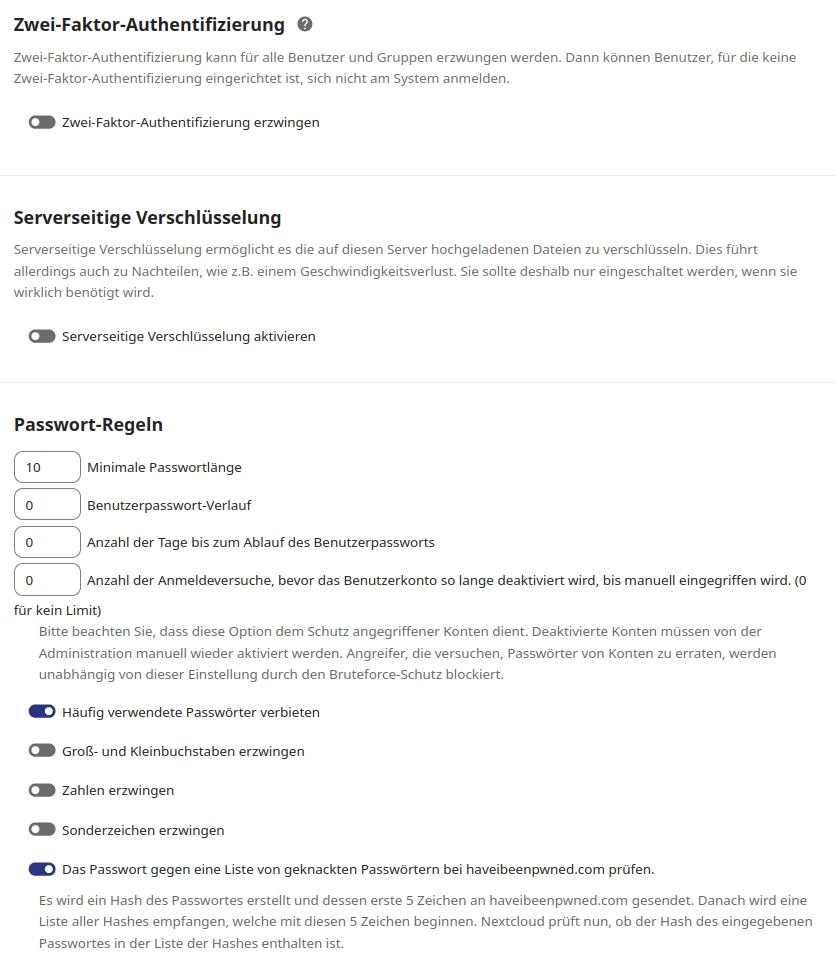 Zwei-Faktor-Authentifizierung ?
Zwei-Faktor-Authentifizierung kann für alle Benutzer und Gruppen erzwungen werden. Dann können Benutzer, für die keine
Zwei-Faktor-Authentifizierung eingerichtet ist, sich nicht am System anmelden.
Zwei-Faktor-Authentifizierung erzwingen
Serverseitige Verschlüsselung
Serverseitige Verschlüsselung ermöglicht es die auf diesen Server hochgeladenen Dateien zu verschlüsseln. Dies führt
allerdings auch zu Nachteilen, wie z.B. einem Geschwindigkeitsverlust. Sie sollte deshalb nur eingeschaltet werden, wenn sie
wirklich benötigt wird.
Serverseitige Verschlüsselung aktivieren
Passwort-Regeln
10 Minimale Passwortlänge
0 Benutzerpasswort-Verlauf
0 Anzahl der Tage bis zum Ablauf des Benutzerpassworts
0 Anzahl der Anmeldeversuche, bevor das Benutzerkonto so lange deaktiviert wird, bis manuell eingegriffen wird. (0
für kein Limit)
Bitte beachten Sie, dass diese Option dem Schutz angegriffener Konten dient. Deaktivierte Konten müssen von der
Administration manuell wieder aktiviert werden. Angreifer, die versuchen, Passwörter von Konten zu erraten, werden
unabhängig von dieser Einstellung durch den Bruteforce-Schutz blockiert.
Häufig verwendete Passwörter verbieten
Groß- und Kleinbuchstaben erzwingen
Zahlen erzwingen
Sonderzeichen erzwingen
Das Passwort gegen eine Liste von geknackten Passwörtern bei haveibeenpwned.com prüfen.
Es wird ein Hash des Passwortes erstellt und dessen erste 5 Zeichen an haveibeenpwned.com gesendet. Danach wird eine
Liste aller Hashes empfangen, welche mit diesen 5 Zeichen beginnen. Nextcloud prüft nun, ob der Hash des eingegebenen
Passwortes in der Liste der Hashes enthalten ist.